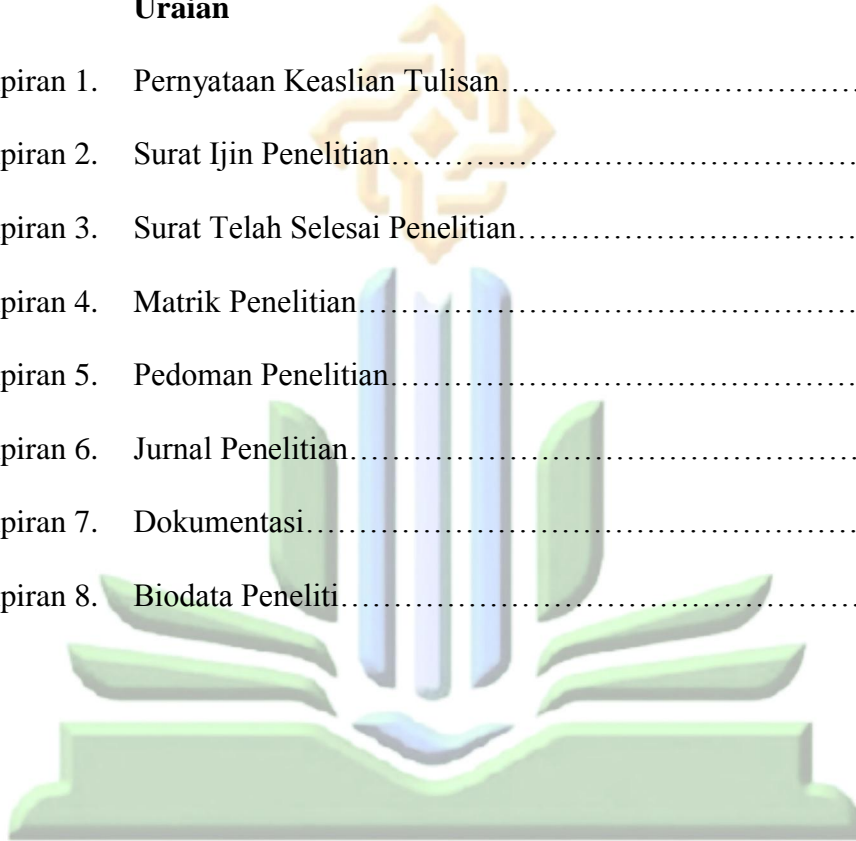 Uraian
piran 1. Pernyataan Keaslian Tulisan……………………………
piran 2. Surat Ijin Penelitian……………………………………
piran 3. Surat Telah Selesai Penelitian…………………………
piran 4. Matrik Penelitian………………………………………
piran 5. Pedoman Penelitian……………………………………
piran 6. Jurnal Penelitian………………………………………
piran 7. Dokumentasi……………………………………………
piran 8. Biodata Peneliti………………………………………